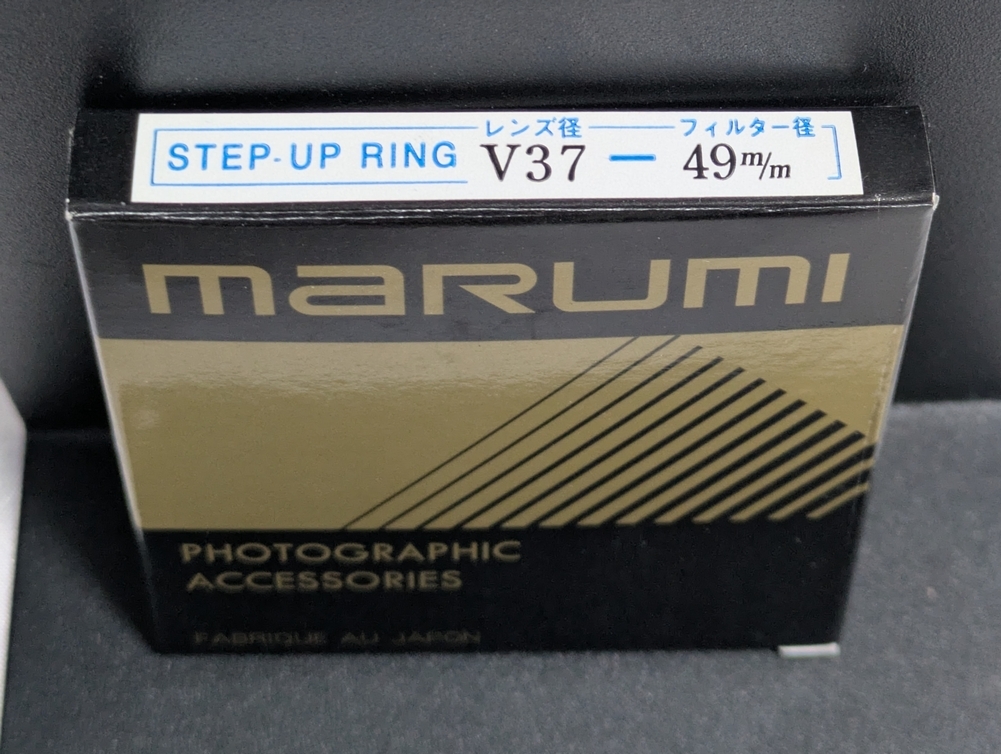 レンズ径 フィルター径
STEP-UP RING V37 — 49m/m
marumi
PHOTOGRAPHIC
ACCESSORIES
FABRIQUE AU JAPON